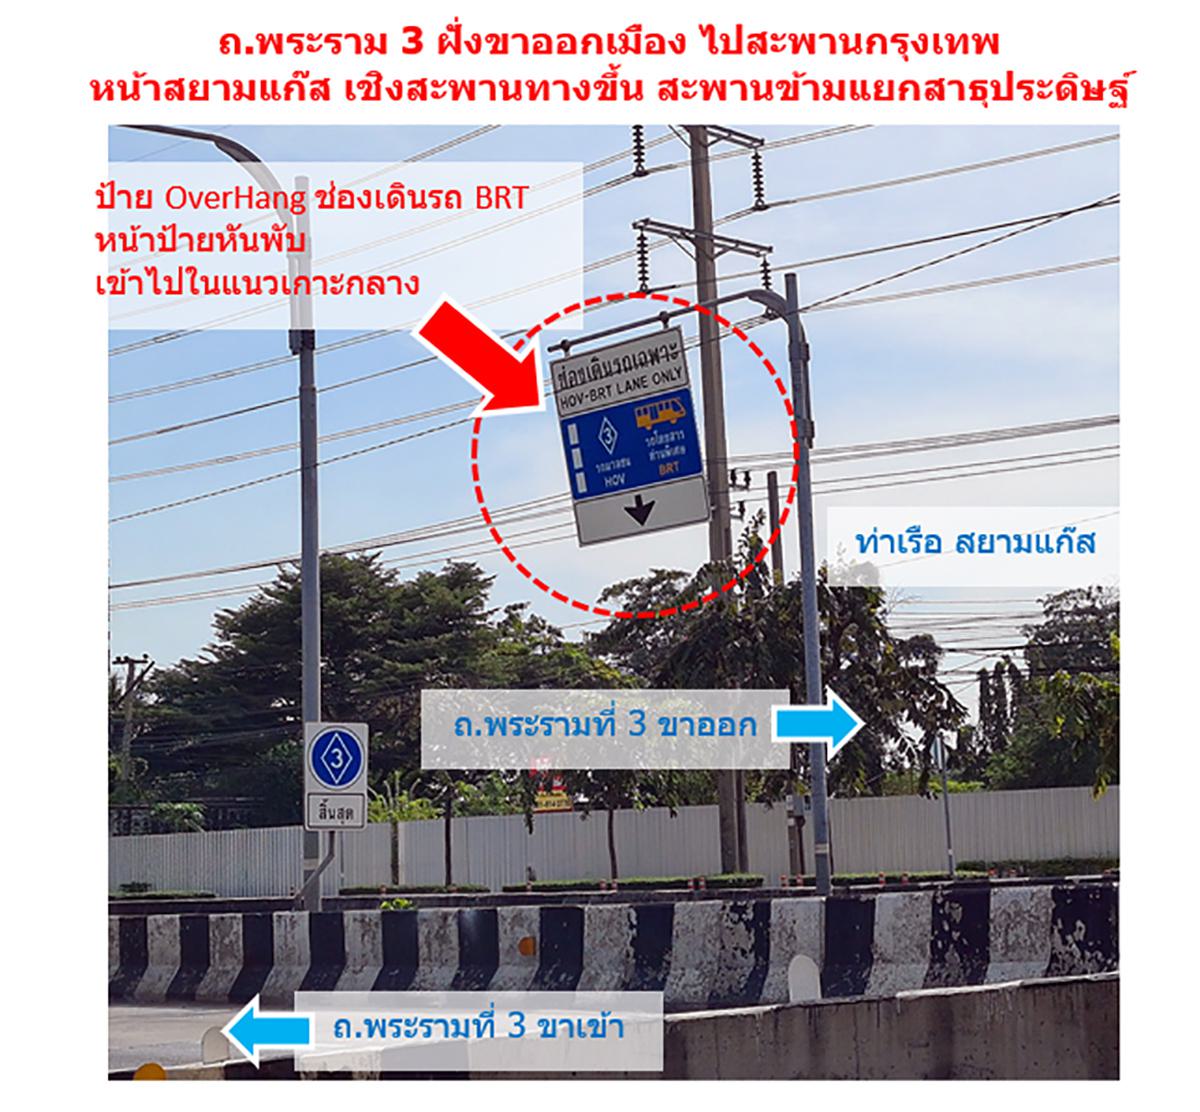 ถ.พระราม 3 ฝั่งขาออกเมือง ไปสะพานกรุงเทพ
หน้าสยามแก๊ส เชิงสะพานทางขึ้น สะพานข้ามแยกสาธุประดิษฐ์
ป้าย OverHang ช่องเดินรถ BRT
หน้าป้ายหันพับ
เข้าไปในแนวเกาะกลาง
ช่องเดินรถเฉพาะ
HOV-BRT LANE ONLY
3
รถมวลชน
HOV
รถโดยสาร
ด่วนพิเศษ
BRT
ท่าเรือ สยามแก๊ส
ถ.พระรามที่ 3 ขาออก
3
สิ้นสุด
ถ.พระรามที่ 3 ขาเข้า